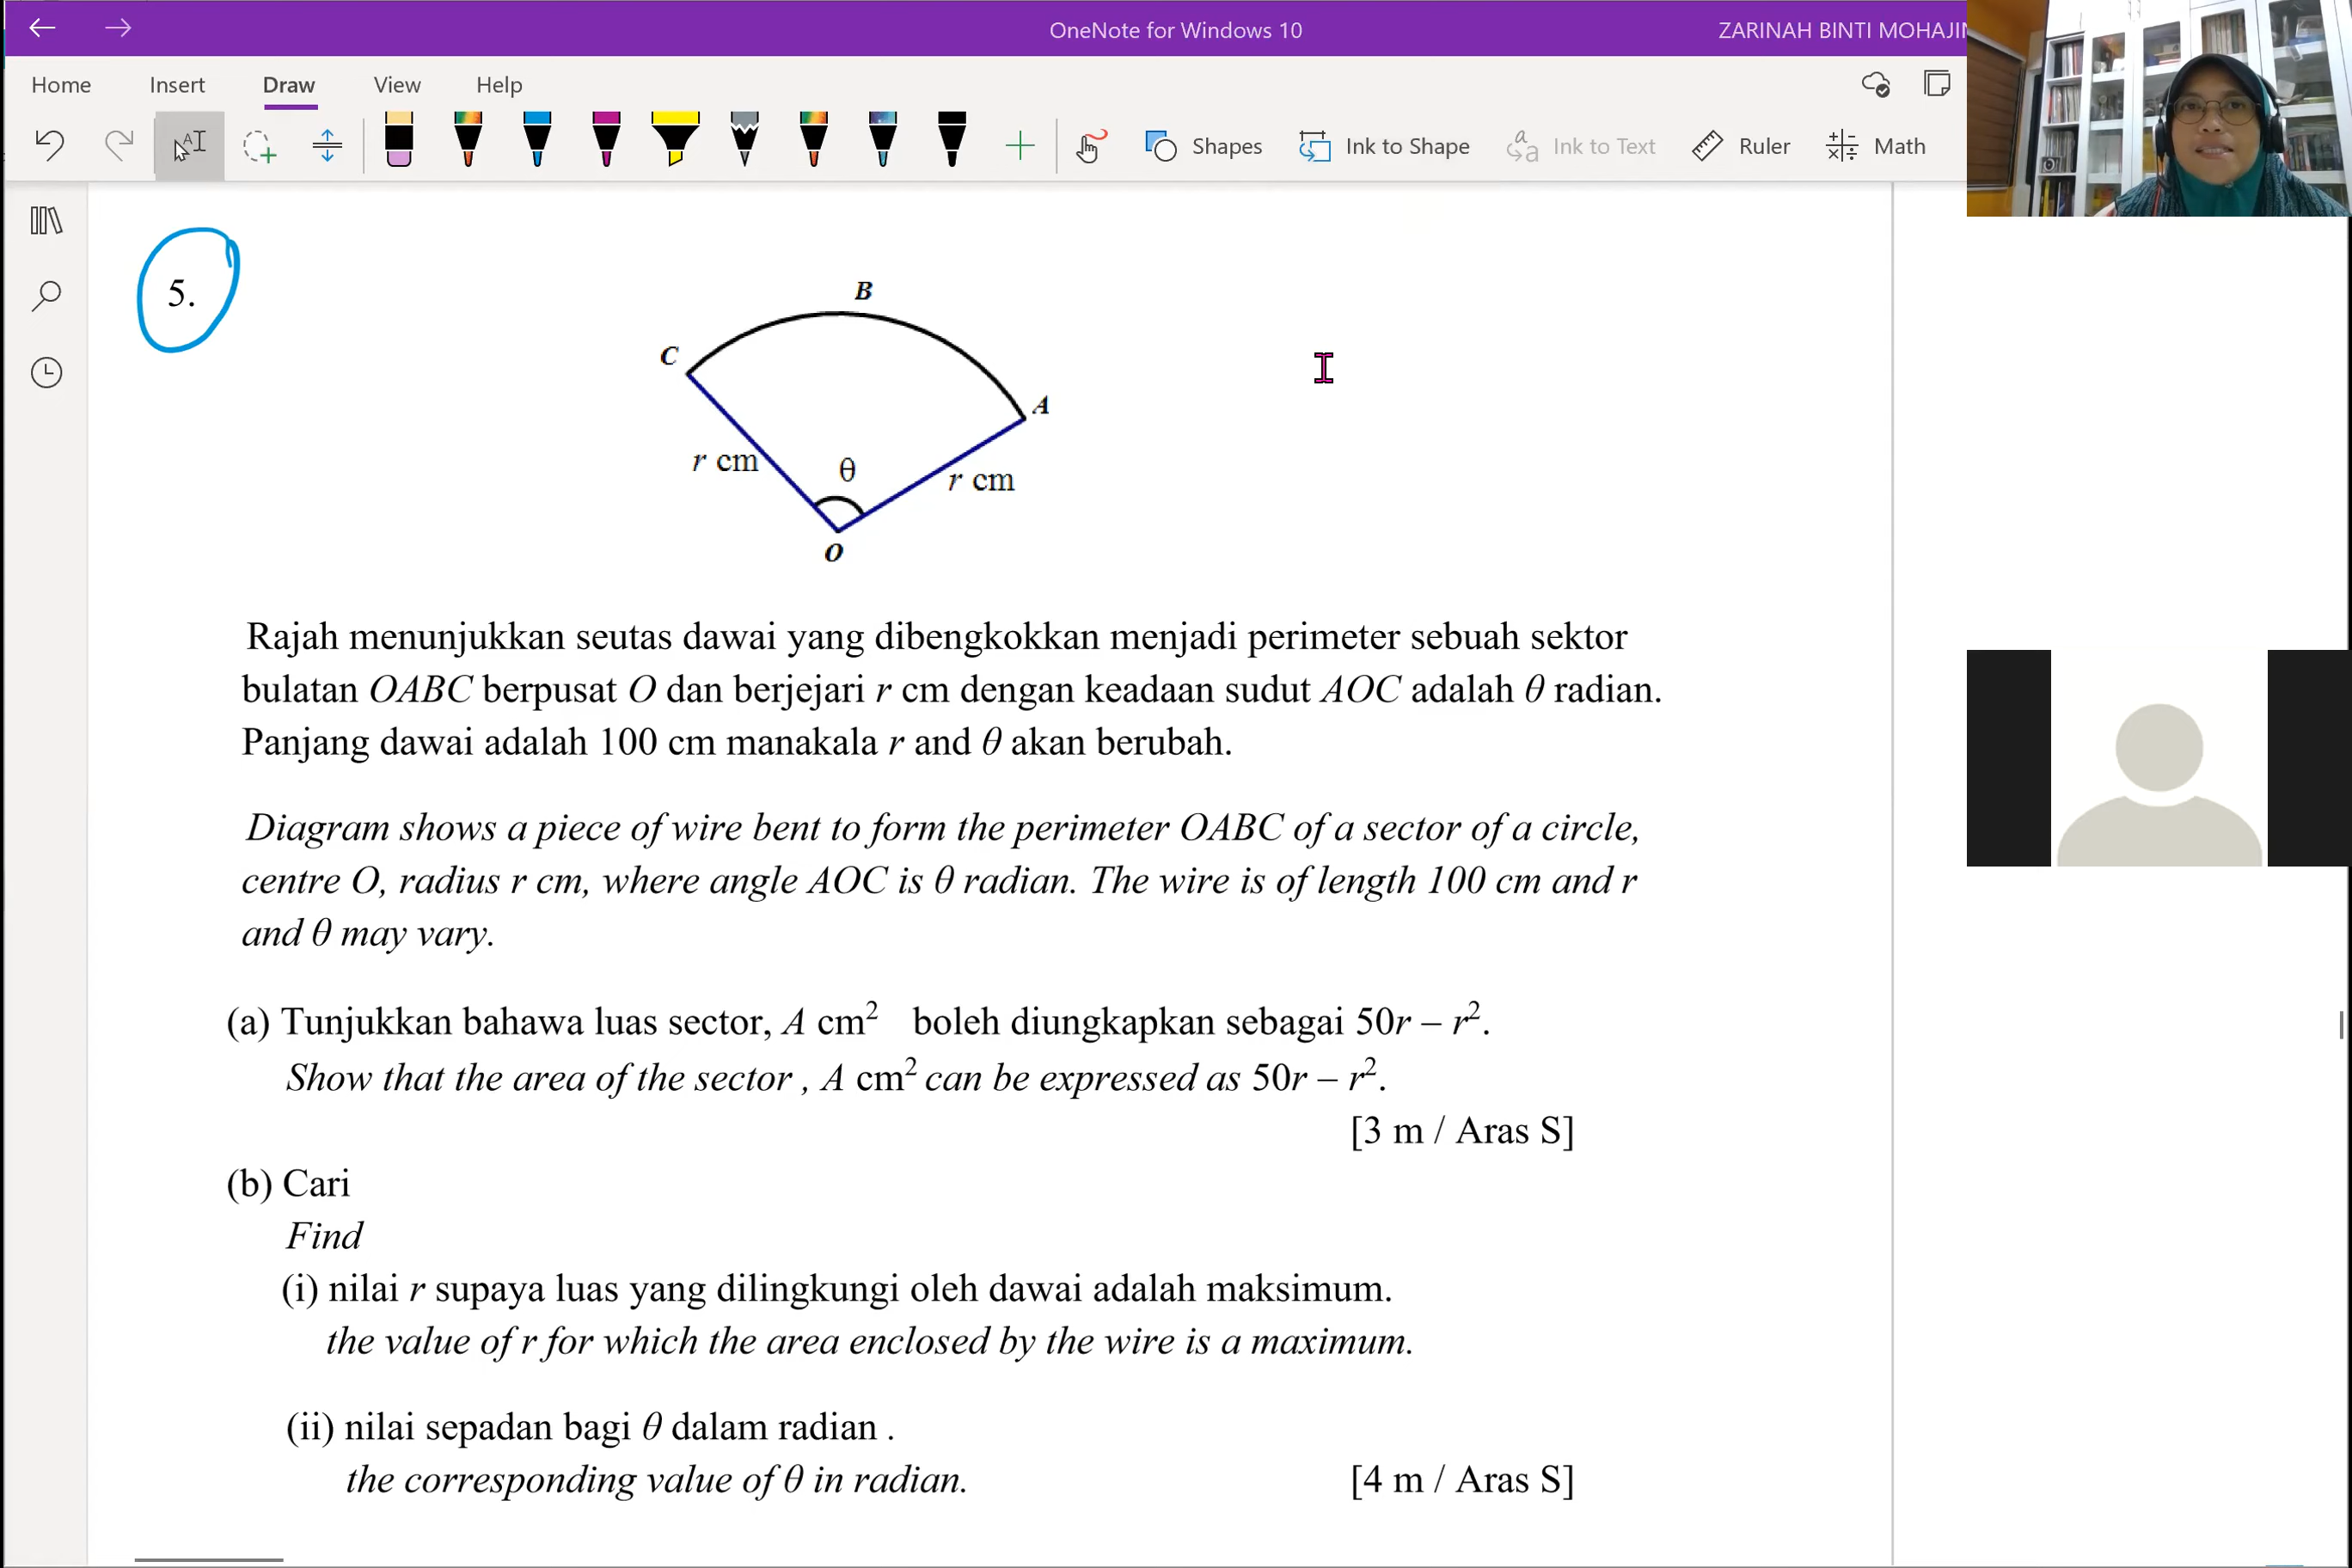 OneNote for Windows 10
ZARINAH BINTI MOHAJI
Home Insert Draw View Help
Shapes Ink to Shape Ink to Text Ruler Math
5.
B
C
A
r cm
θ
r cm
O
Rajah menunjukkan seutas dawai yang dibengkokkan menjadi perimeter sebuah sektor
bulatan OABC berpusat O dan berjejari r cm dengan keadaan sudut AOC adalah θ radian.
Panjang dawai adalah 100 cm manakala r and θ akan berubah.
Diagram shows a piece of wire bent to form the perimeter OABC of a sector of a circle,
centre O, radius r cm, where angle AOC is θ radian. The wire is of length 100 cm and r
and θ may vary.
(a) Tunjukkan bahawa luas sector, A cm² boleh diungkapkan sebagai 50r – r².
Show that the area of the sector , A cm² can be expressed as 50r – r².
[3 m / Aras S]
(b) Cari
Find
(i) nilai r supaya luas yang dilingkungi oleh dawai adalah maksimum.
the value of r for which the area enclosed by the wire is a maximum.
(ii) nilai sepadan bagi θ dalam radian .
the corresponding value of θ in radian. [4 m / Aras S]